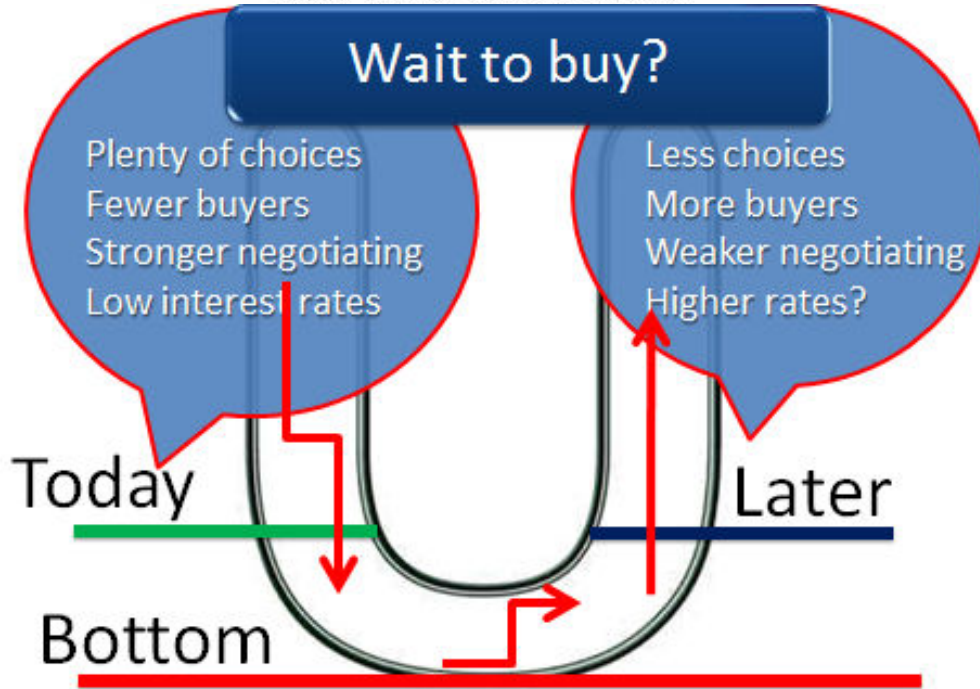 Wait to buy?
Plenty of choices
Fewer buyers
Stronger negotiating
Low interest rates
Less choices
More buyers
Weaker negotiating
Higher rates?
Today
Later
Bottom